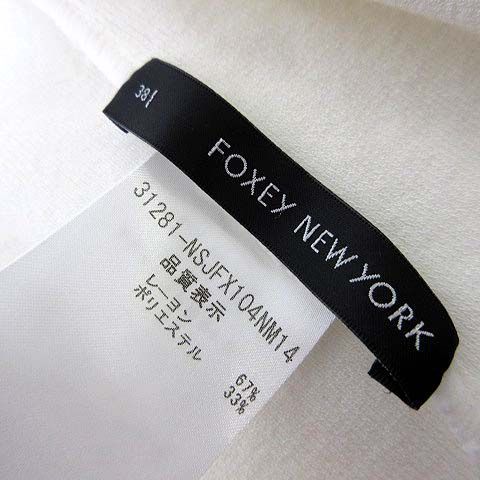 38
FOXEY NEW YORK
31281-NSJFX104NM14
品質表示
レーヨン 67%
ポリエステル 33%